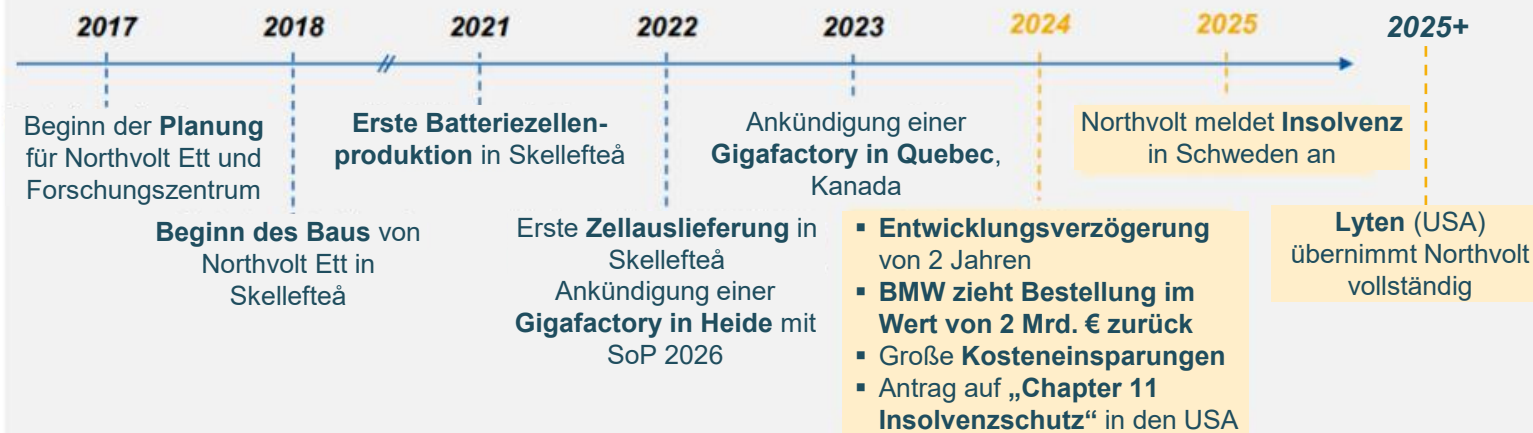 2017
2018
2021
2022
2023
2024
2025
2025+
Beginn der Planung
für Northvolt Ett und
Forschungszentrum
Beginn des Baus von
Northvolt Ett in
Skellefteå
Erste Batteriezellen-
produktion in Skellefteå
Erste Zellauslieferung in
Skellefteå
Ankündigung einer
Gigafactory in Heide mit
SoP 2026
Ankündigung einer
Gigafactory in Quebec,
Kanada
▪ Entwicklungsverzögerung
von 2 Jahren
▪ BMW zieht Bestellung im
Wert von 2 Mrd. € zurück
▪ Große Kosteneinsparungen
▪ Antrag auf „Chapter 11
Insolvenzschutz“ in den USA
Northvolt meldet Insolvenz
in Schweden an
Lyten (USA)
übernimmt Northvolt
vollständig